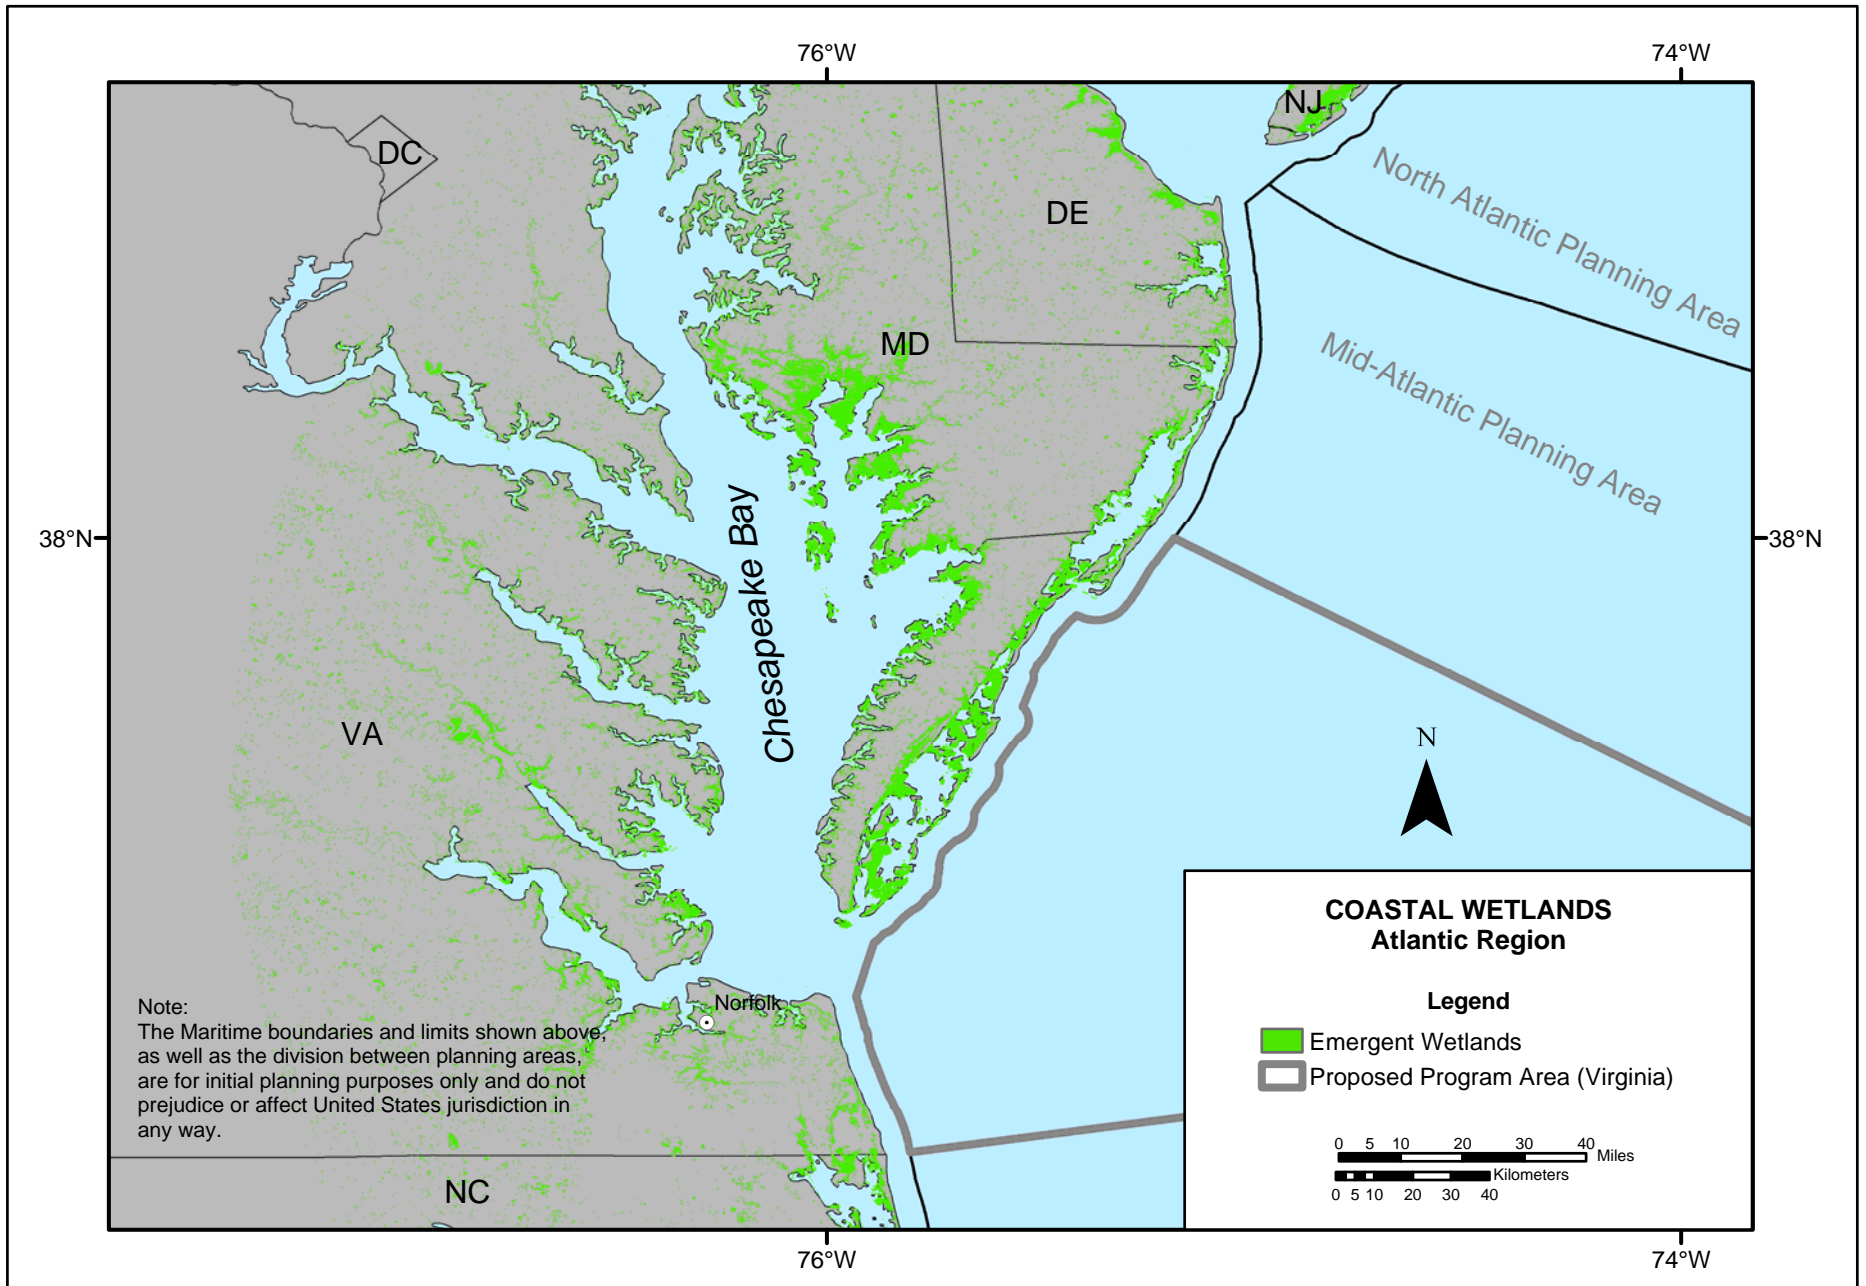 76°W
74°W
NJ
DC
North Atlantic Planning Area
DE
MD
Mid-Atlantic Planning Area
38°N
38°N
Chesapeake Bay
VA
N
COASTAL WETLANDS
Atlantic Region
Legend
Emergent Wetlands
Proposed Program Area (Virginia)
0 5 10 20 30 40 Miles
Kilometers
0 5 10 20 30 40
Norfolk
Note:
The Maritime boundaries and limits shown above,
as well as the division between planning areas,
are for initial planning purposes only and do not
prejudice or affect United States jurisdiction in
any way.
NC
76°W
74°W